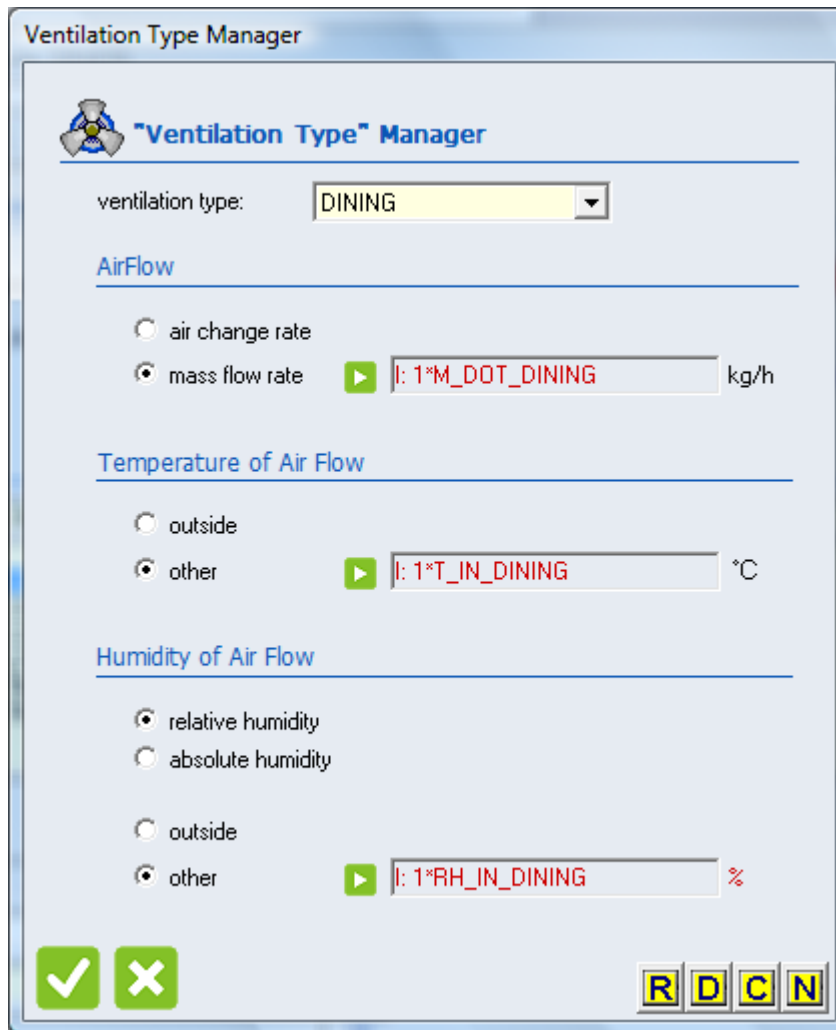 Ventilation Type Manager
"Ventilation Type" Manager
ventilation type: DINING
AirFlow
air change rate
mass flow rate I: 1*M_DOT_DINING kg/h
Temperature of Air Flow
outside
other I: 1*T_IN_DINING °C
Humidity of Air Flow
relative humidity
absolute humidity
outside
other I: 1*RH_IN_DINING %
R D C N